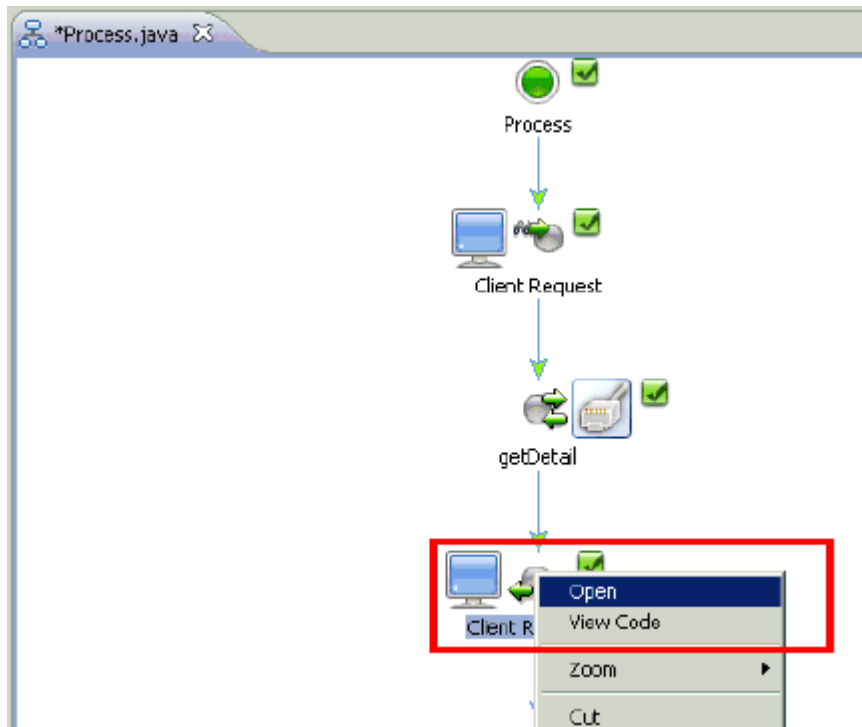 *Process.java
Process
Client Request
getDetail
Client R
Open
View Code
Zoom
Cut